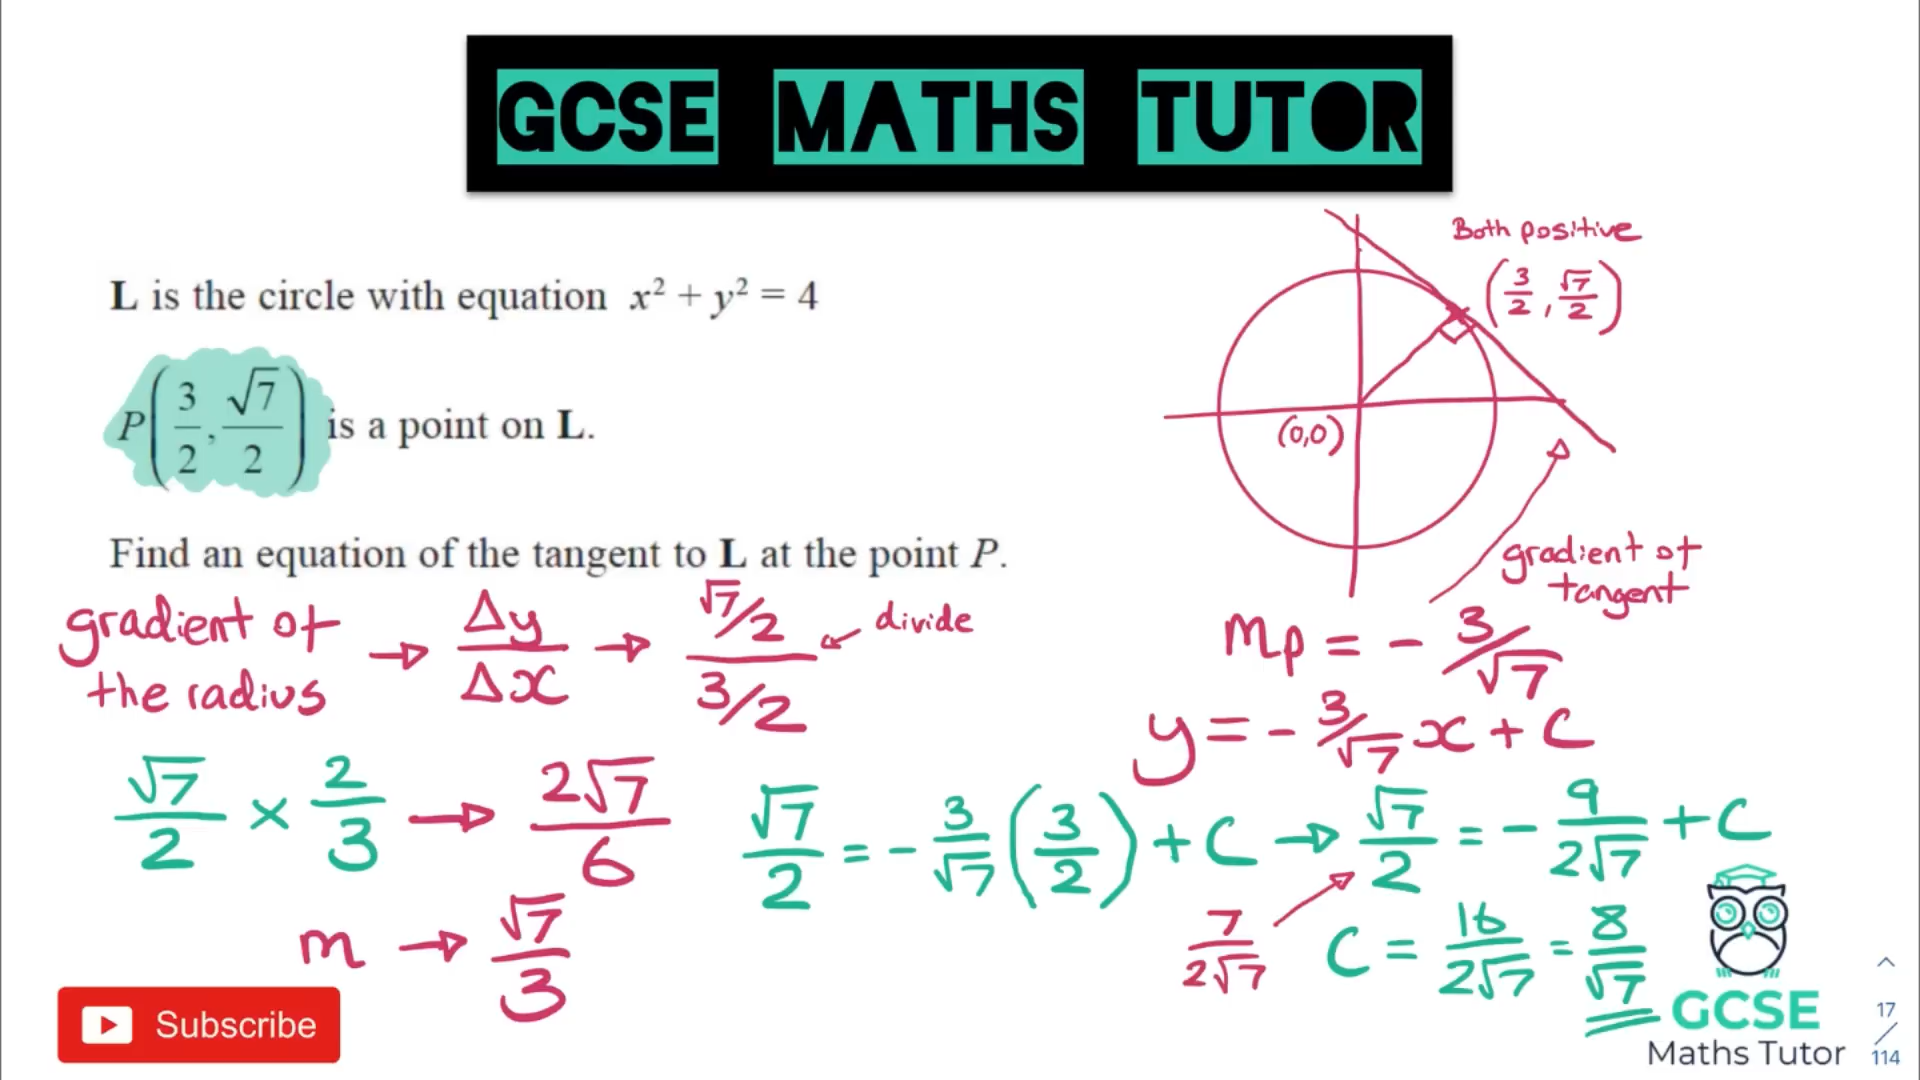 GCSE MATHS TUTOR
L is the circle with equation x² + y² = 4
P(3/2, √7/2) is a point on L.
Find an equation of the tangent to L at the point P.
Both positive
(3/2, √7/2)
(0,0)
gradient of
tangent
gradient of
the radius → Δy/Δx → (√7/2)/(3/2) ← divide
√7/2 × 2/3 → 2√7/6
m → √7/3
mp = - 3/√7
y = - 3/√7 x + C
√7/2 = - 3/√7 (3/2) + C → √7/2 = - 9/2√7 + C
7/2√7
C = 16/2√7 = 8/√7
Subscribe
GCSE
Maths Tutor
17/114